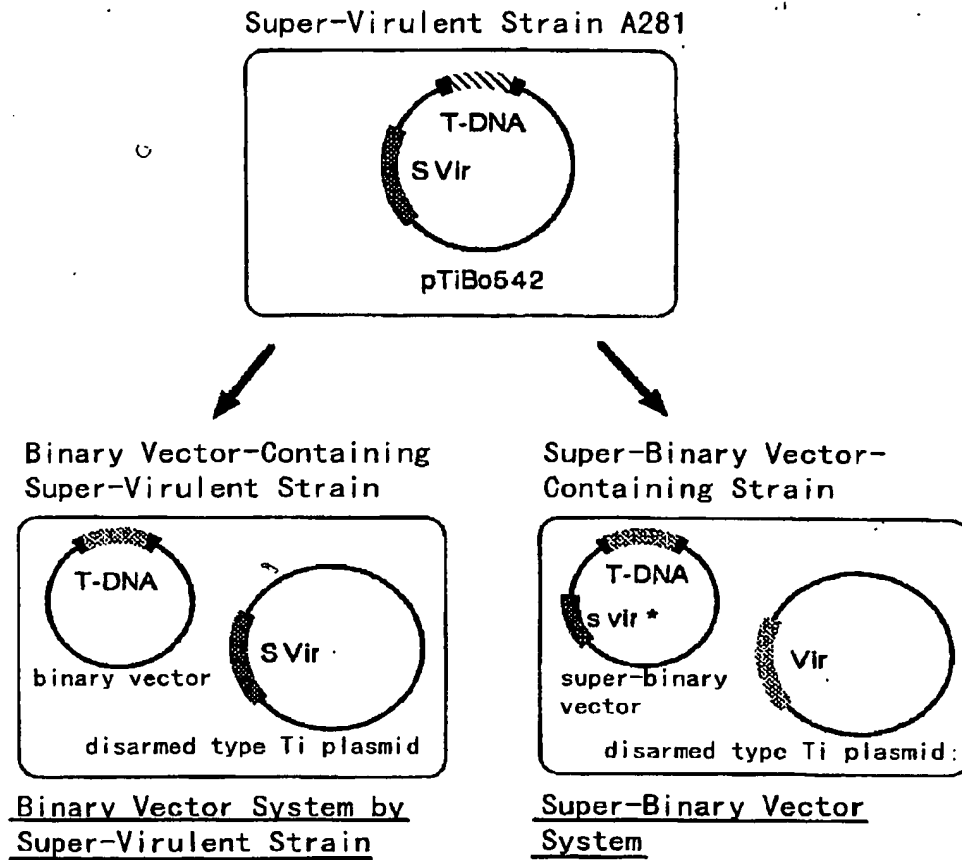 Super-Virulent Strain A281
T-DNA
S Vir
pTiBo542
Binary Vector-Containing
Super-Virulent Strain
T-DNA
binary vector
S Vir
disarmed type Ti plasmid
Binary Vector System by
Super-Virulent Strain
Super-Binary Vector-
Containing Strain
T-DNA
s vir *
super-binary
vector
Vir
disarmed type Ti plasmid
Super-Binary Vector
System